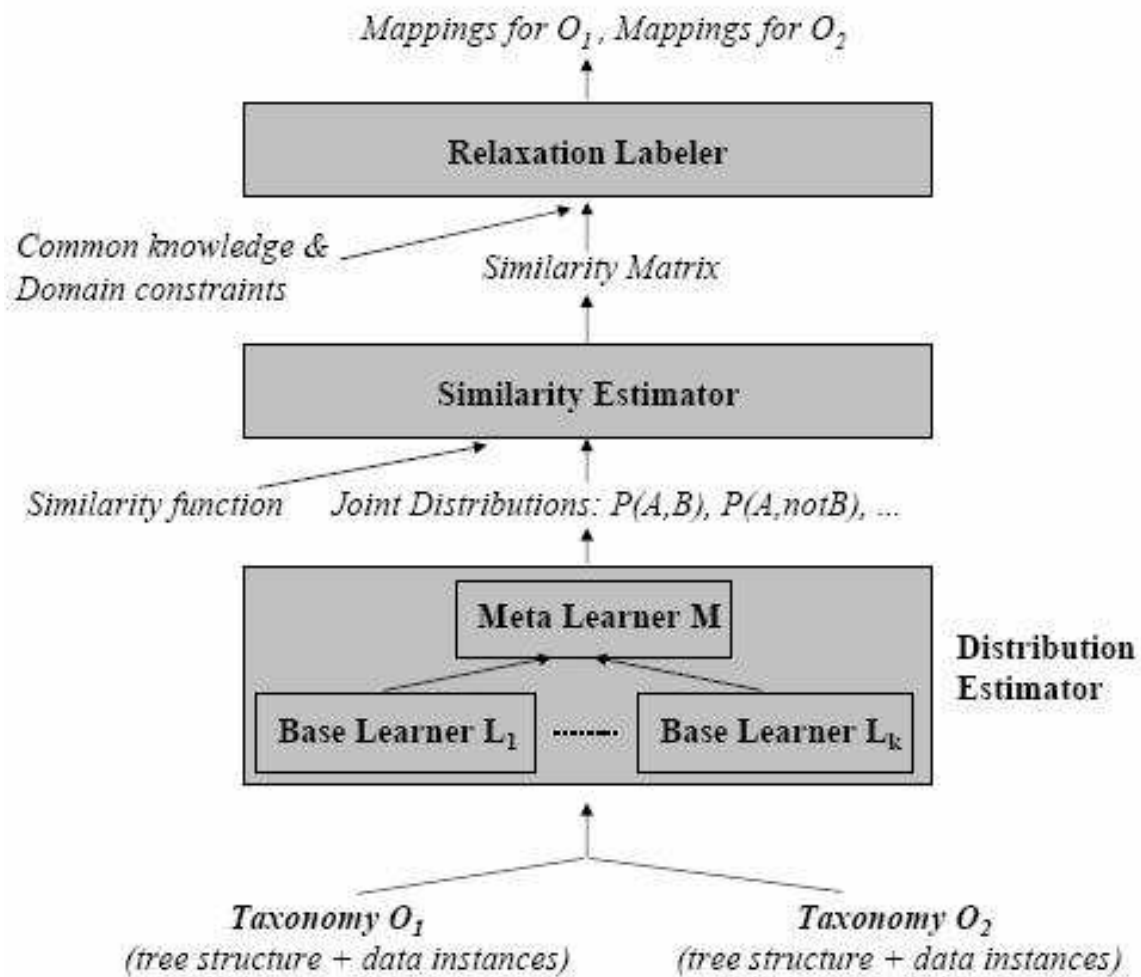 Mappings for O1, Mappings for O2
Relaxation Labeler
Common knowledge &
Domain constraints
Similarity Matrix
Similarity Estimator
Similarity function
Joint Distributions: P(A,B), P(A,notB), ...
Meta Learner M
Distribution
Estimator
Base Learner L1
Base Learner Lk
Taxonomy O1
(tree structure + data instances)
Taxonomy O2
(tree structure + data instances)